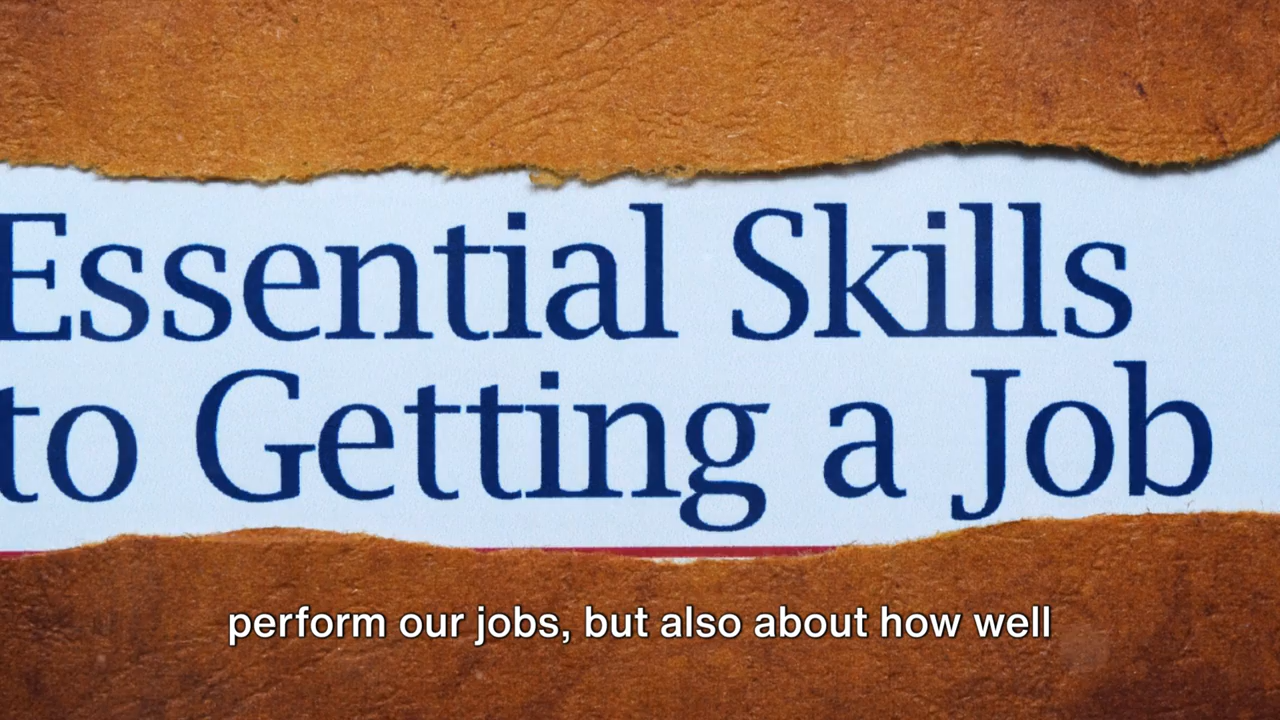 Essential Skills
to Getting a Job
perform our jobs, but also about how well